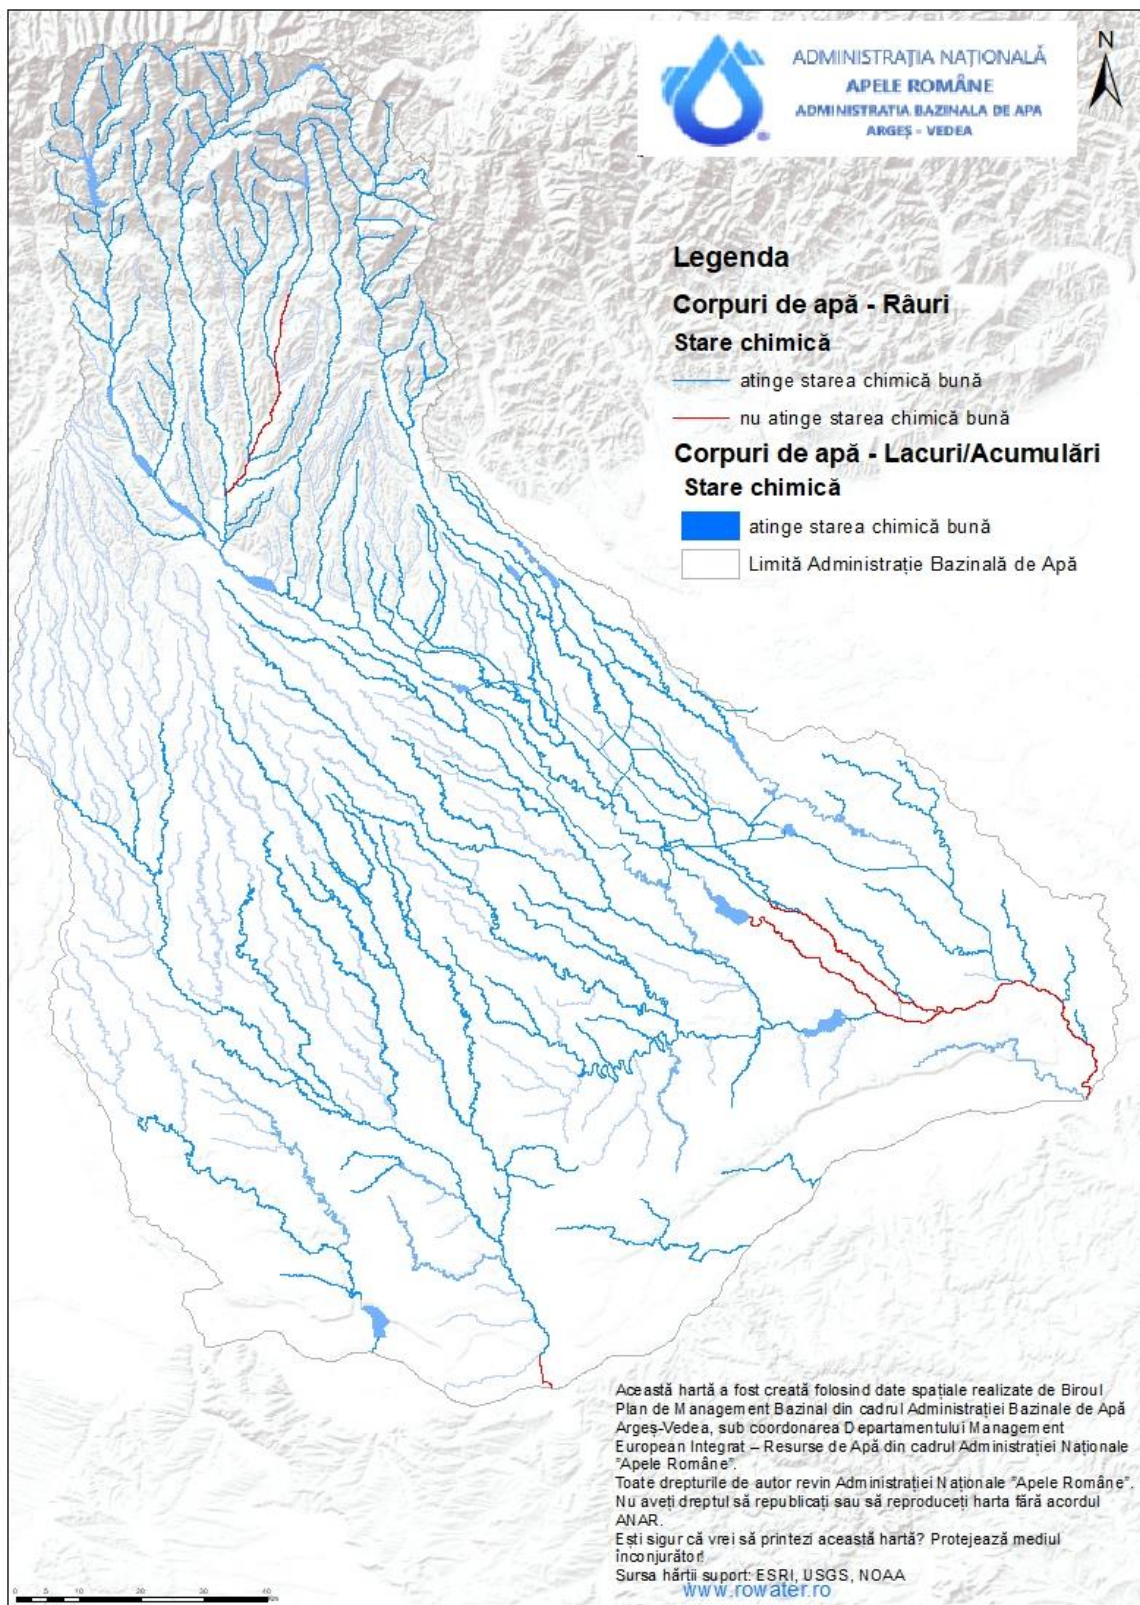 ADMINISTRAȚIA NAȚIONALĂ
APELE ROMÂNE
ADMINISTRATIA BAZINALA DE APA
ARGEȘ - VEDEA
N
Legenda
Corpuri de apă - Râuri
Stare chimică
atinge starea chimică bună
nu atinge starea chimică bună
Corpuri de apă - Lacuri/Acumulări
Stare chimică
atinge starea chimică bună
Limită Administrație Bazinală de Apă
Această hartă a fost creată folosind date spațiale realizate de Biroul
Plan de Management Bazinal din cadrul Administrației Bazinale de Apă
Argeș-Vedea, sub coordonarea Departamentului Management
European Integrat – Resurse de Apă din cadrul Administrației Naționale
"Apele Române".
Toate drepturile de autor revin Administrației Naționale "Apele Române".
Nu aveți dreptul să republicați sau să reproduceți harta fără acordul
ANAR.
Ești sigur că vrei să printezi această hartă? Protejează mediul
înconjurător!
Sursa hărții suport: ESRI, USGS, NOAA
www.rowater.ro
0 5 10 20 30 40
Km